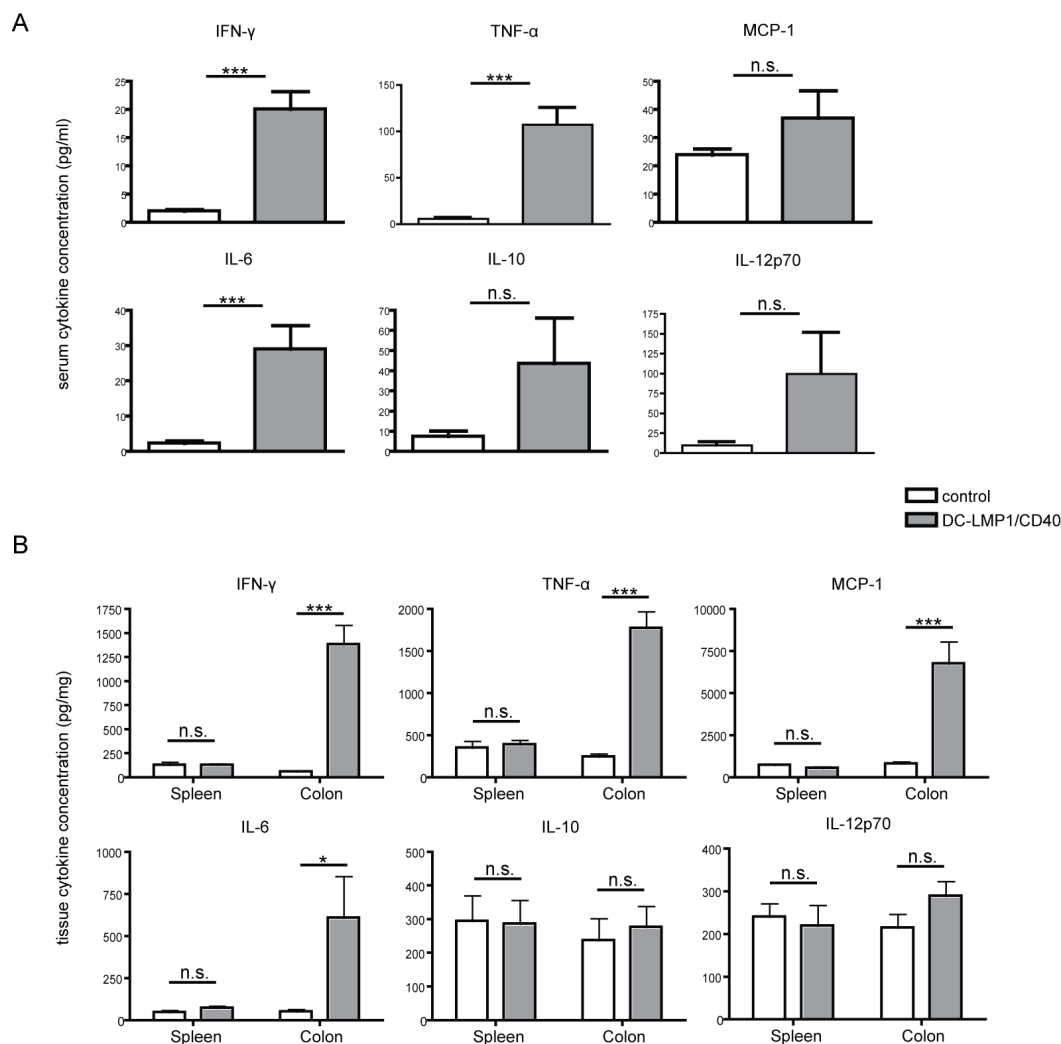 A
IFN-γ
TNF-α
MCP-1
***
***
n.s.
25
20
15
10
5
0
150
100
50
0
50
40
30
20
10
0
serum cytokine concentration (pg/ml)
IL-6
IL-10
IL-12p70
***
n.s.
n.s.
40
30
20
10
0
70
60
50
40
30
20
10
0
175
150
125
100
75
50
25
0
control
DC-LMP1/CD40
B
IFN-γ
TNF-α
MCP-1
1750
1500
1250
1000
750
500
250
0
n.s.
***
Spleen
Colon
2000
1500
1000
500
0
n.s.
***
Spleen
Colon
10000
7500
5000
2500
0
n.s.
***
Spleen
Colon
tissue cytokine concentration (pg/mg)
IL-6
IL-10
IL-12p70
1000
750
500
250
0
n.s.
*
Spleen
Colon
500
400
300
200
100
0
n.s.
n.s.
Spleen
Colon
400
300
200
100
0
n.s.
n.s.
Spleen
Colon